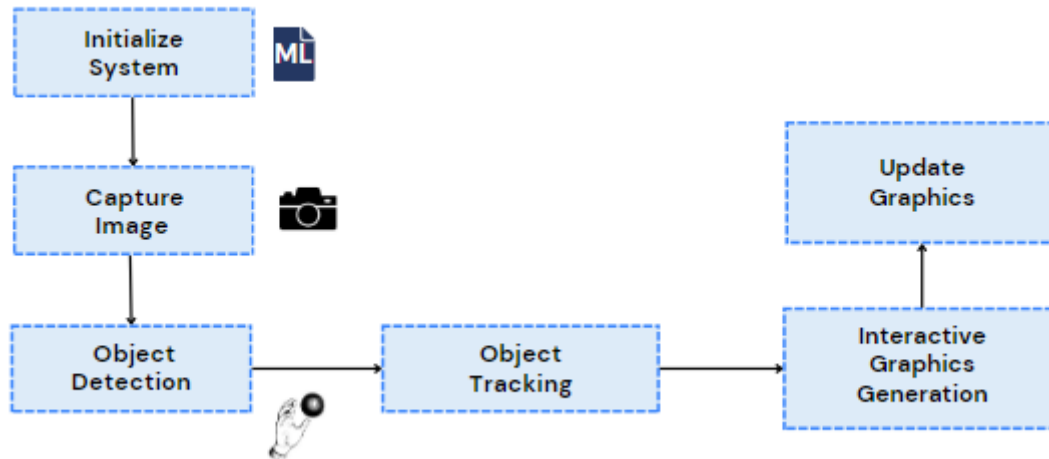 Initialize
System
ML
Capture
Image
Object
Detection
Object
Tracking
Interactive
Graphics
Generation
Update
Graphics